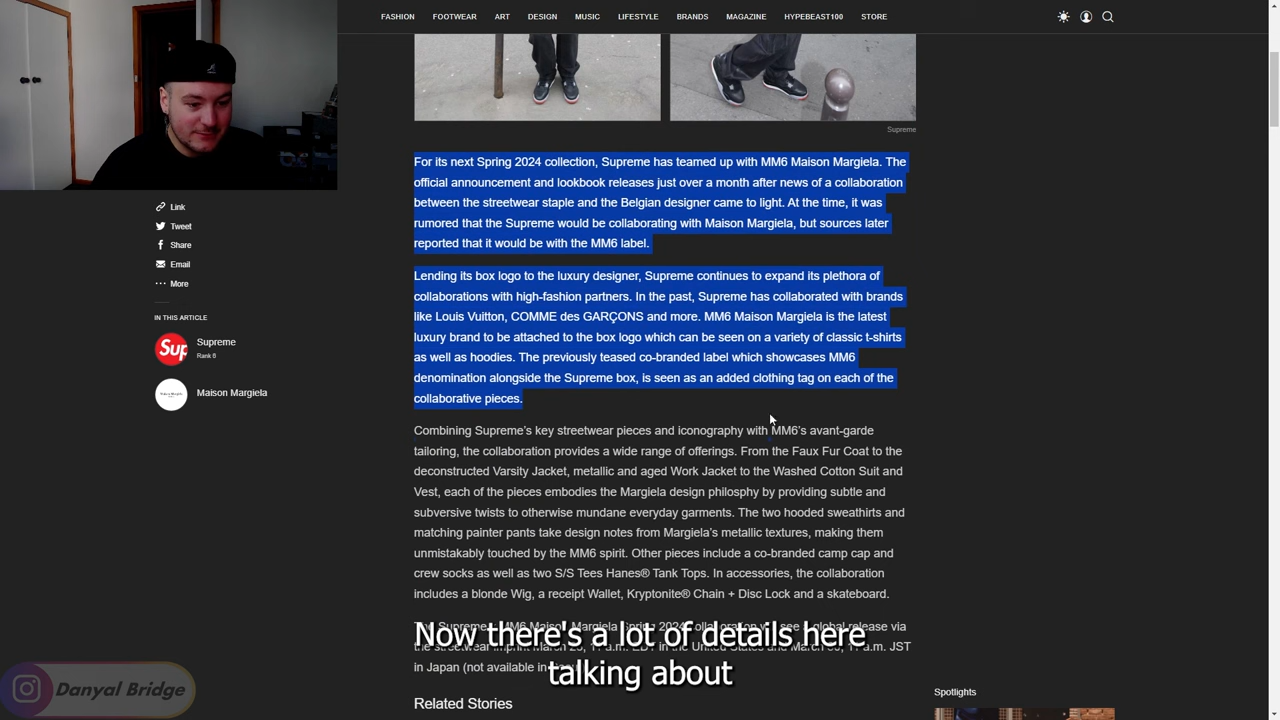 FASHION FOOTWEAR ART DESIGN MUSIC LIFESTYLE BRANDS MAGAZINE HYPEBEAST100 STORE
Supreme
Link
Tweet
Share
Email
More
IN THIS ARTICLE
Sup
Supreme
Rank 8
Maison Margiela
For its next Spring 2024 collection, Supreme has teamed up with MM6 Maison Margiela. The
official announcement and lookbook releases just over a month after news of a collaboration
between the streetwear staple and the Belgian designer came to light. At the time, it was
rumored that the Supreme would be collaborating with Maison Margiela, but sources later
reported that it would be with the MM6 label.
Lending its box logo to the luxury designer, Supreme continues to expand its plethora of
collaborations with high-fashion partners. In the past, Supreme has collaborated with brands
like Louis Vuitton, COMME des GARÇONS and more. MM6 Maison Margiela is the latest
luxury brand to be attached to the box logo which can be seen on a variety of classic t-shirts
as well as hoodies. The previously teased co-branded label which showcases MM6
denomination alongside the Supreme box, is seen as an added clothing tag on each of the
collaborative pieces.
Combining Supreme's key streetwear pieces and iconography with MM6's avant-garde
tailoring, the collaboration provides a wide range of offerings. From the Faux Fur Coat to the
deconstructed Varsity Jacket, metallic and aged Work Jacket to the Washed Cotton Suit and
Vest, each of the pieces embodies the Margiela design philosphy by providing subtle and
subversive twists to otherwise mundane everyday garments. The two hooded sweathirts and
matching painter pants take design notes from Margiela's metallic textures, making them
unmistakably touched by the MM6 spirit. Other pieces include a co-branded camp cap and
crew socks as well as two S/S Tees Hanes® Tank Tops. In accessories, the collaboration
includes a blonde Wig, a receipt Wallet, Kryptonite® Chain + Disc Lock and a skateboard.
Supreme MM6 Maison Margiela Spring 2024 global release via
the streetwear imprint March 11 a.m. EDT in the United States and March 30, 11 a.m. JST
in Japan (not available in
Now there's a lot of details here
talking about
Related Stories
Spotlights
Danyal Bridge